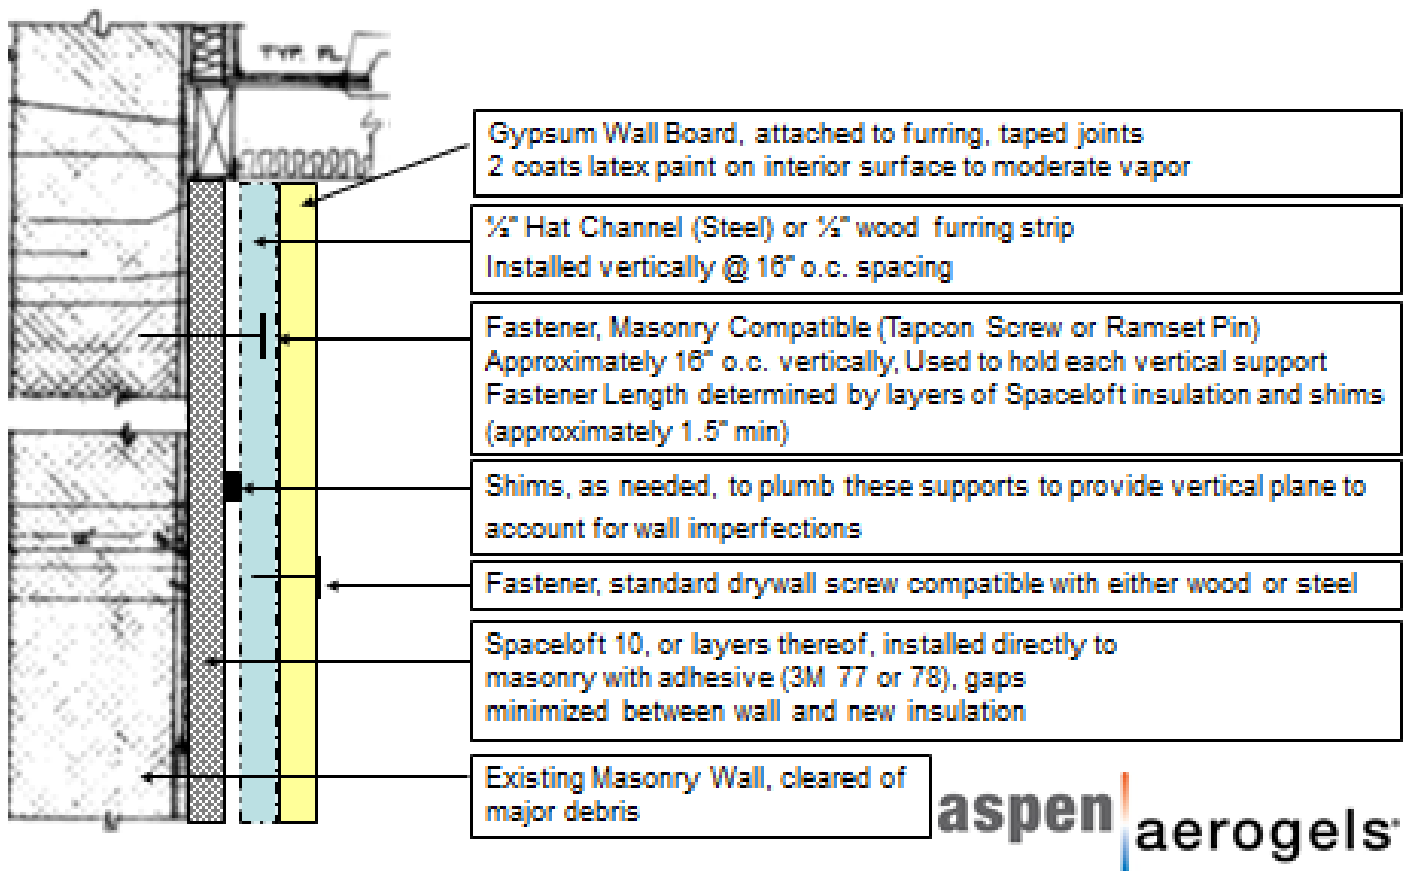 TYP. FL
Gypsum Wall Board, attached to furring, taped joints
2 coats latex paint on interior surface to moderate vapor
½" Hat Channel (Steel) or ½" wood furring strip
Installed vertically @ 16" o.c. spacing
Fastener, Masonry Compatible (Tapcon Screw or Ramset Pin)
Approximately 16" o.c. vertically, Used to hold each vertical support
Fastener Length determined by layers of Spaceloft insulation and shims
(approximately 1.5" min)
Shims, as needed, to plumb these supports to provide vertical plane to
account for wall imperfections
Fastener, standard drywall screw compatible with either wood or steel
Spaceloft 10, or layers thereof, installed directly to
masonry with adhesive (3M 77 or 78), gaps
minimized between wall and new insulation
Existing Masonry Wall, cleared of
major debris
aspen
aerogels